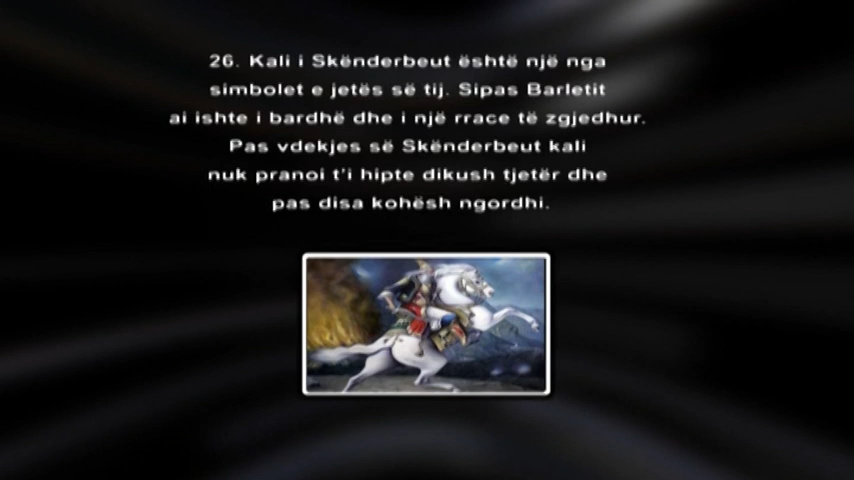 26. Kali i Skënderbeut është një nga
simbolet e jetës së tij. Sipas Barletit
ai ishte i bardhë dhe i një rrace të zgjedhur.
Pas vdekjes së Skënderbeut kali
nuk pranoi t'i hipte dikush tjetër dhe
pas disa kohësh ngordhi.